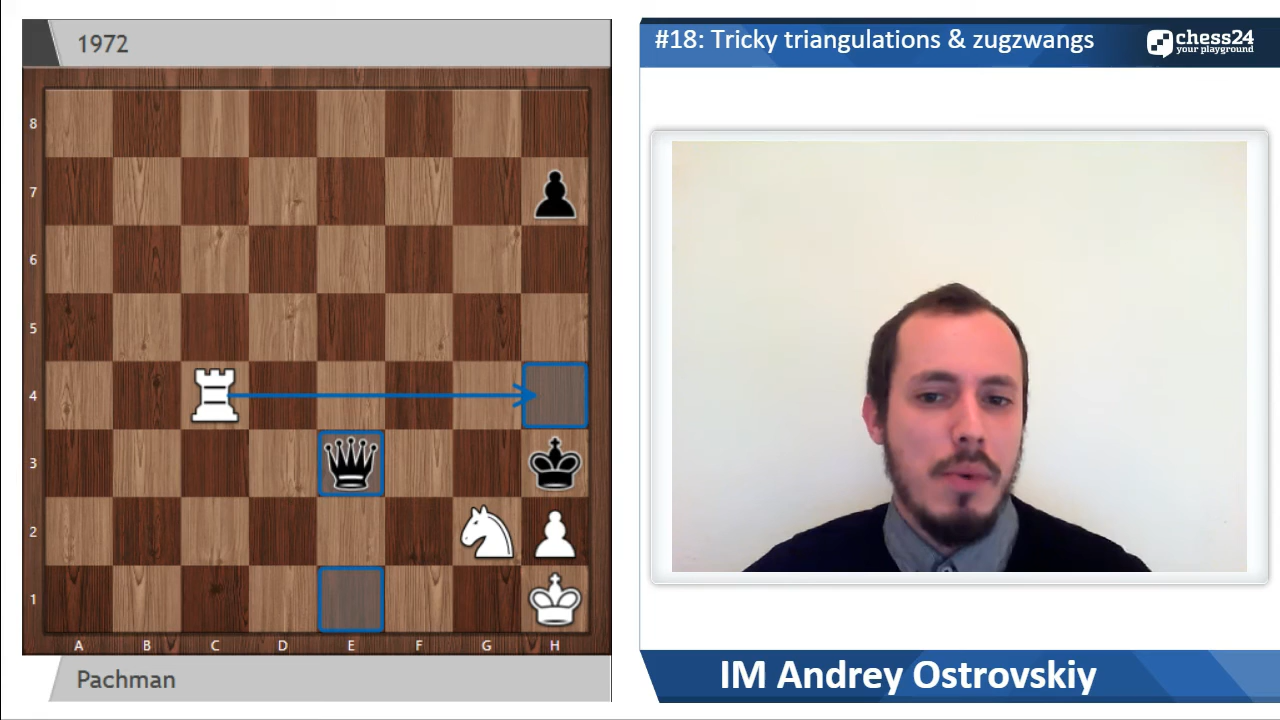 1972
#18: Tricky triangulations & zugzwangs
chess24
your playground
8
7
6
5
4
3
2
1
A B C D E F G H
Pachman
IM Andrey Ostrovskiy